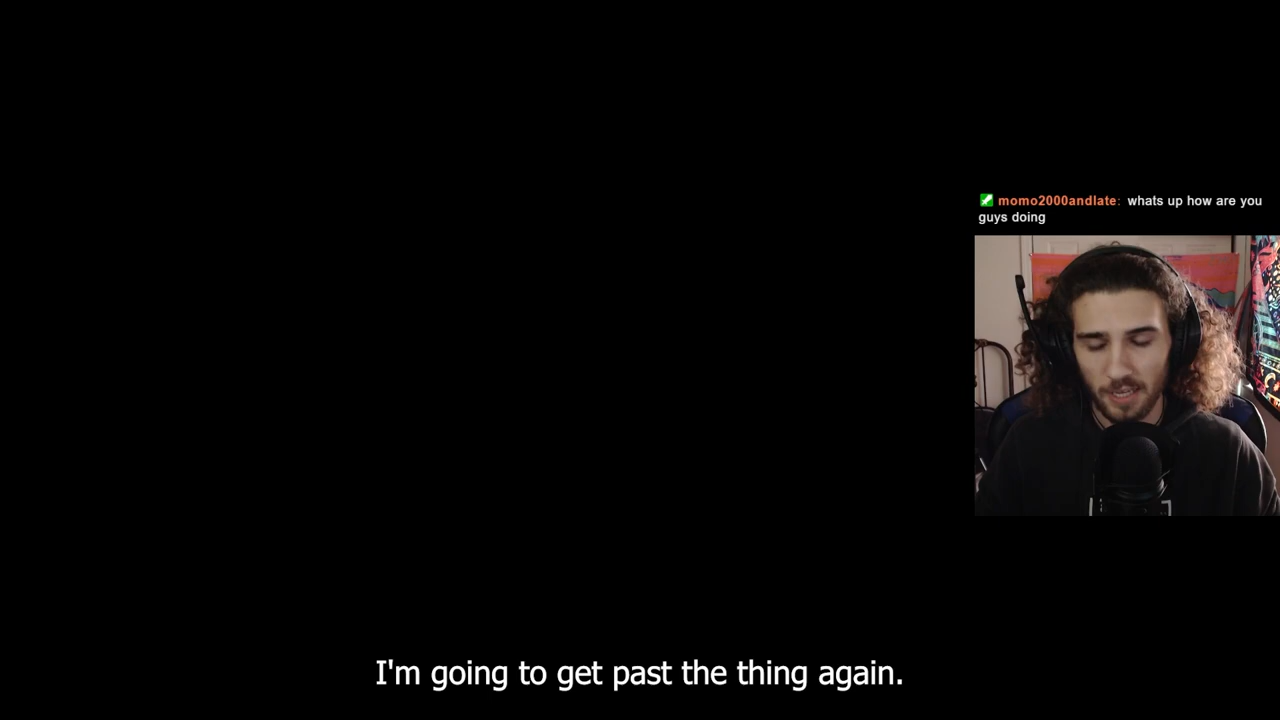 momo2000andlate: whats up how are you
guys doing
I'm going to get past the thing again.